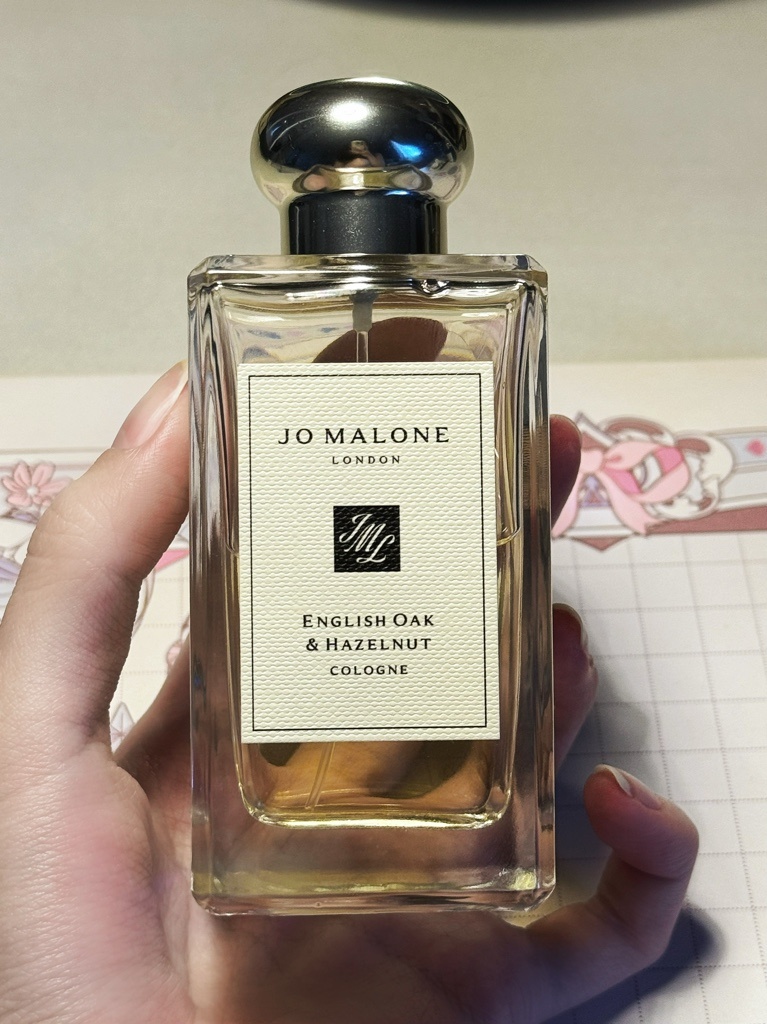 JO MALONE
LONDON
JML
ENGLISH OAK
& HAZELNUT
COLOGNE